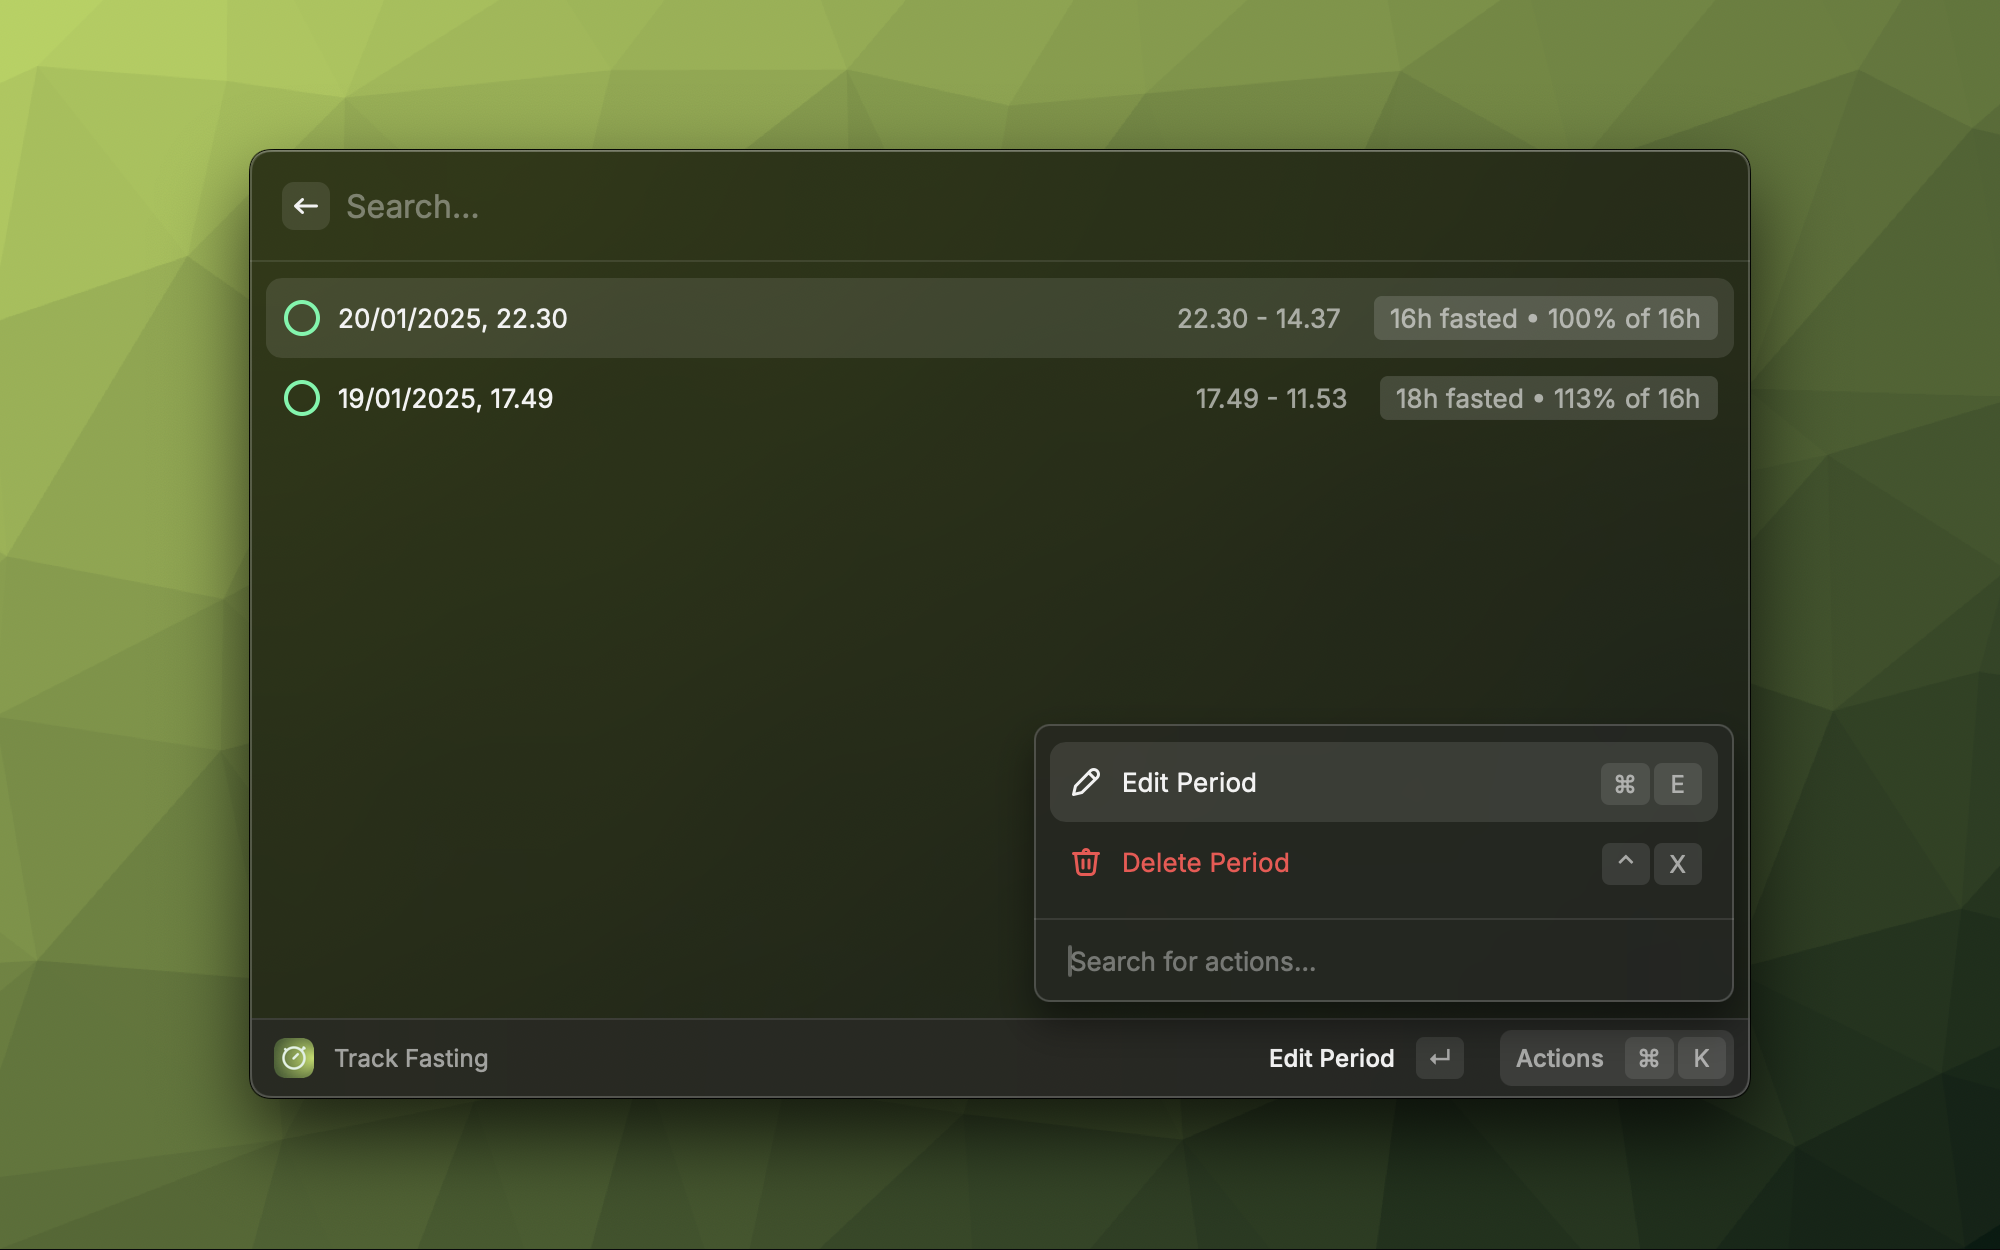 Search...
20/01/2025, 22.30 22.30 - 14.37 16h fasted • 100% of 16h
19/01/2025, 17.49 17.49 - 11.53 18h fasted • 113% of 16h
Edit Period ⌘ E
Delete Period ^ X
Search for actions...
Track Fasting Edit Period ↵ Actions ⌘ K